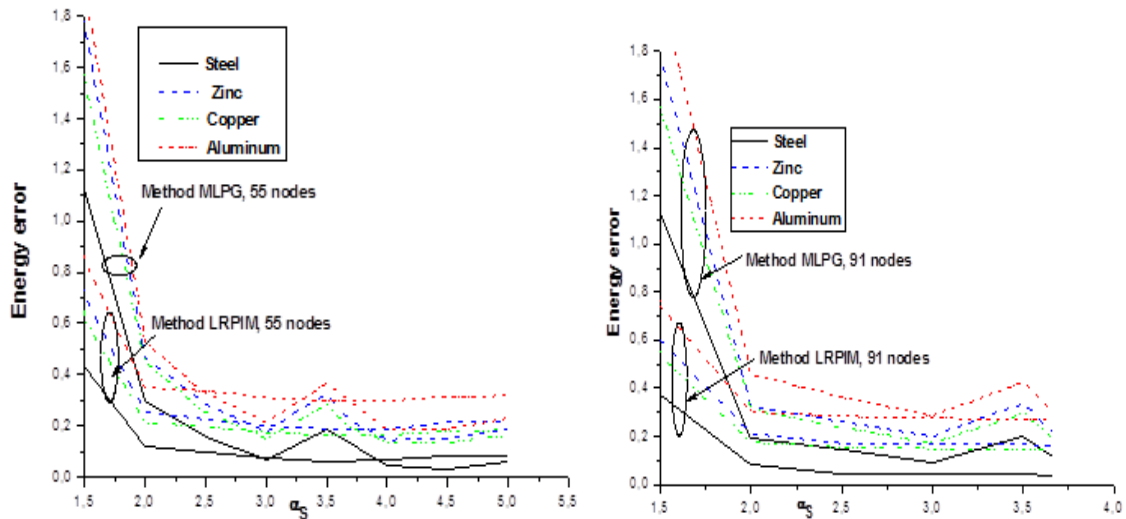 1,8
1,6
1,4
1,2
1,0
0,8
0,6
0,4
0,2
0,0
Energy error
Steel
Zinc
Copper
Aluminum
Method MLPG, 55 nodes
Method LRPIM, 55 nodes
1,5 2,0 2,5 3,0 3,5 4,0 4,5 5,0 5,5
αS
1,8
1,6
1,4
1,2
1,0
0,8
0,6
0,4
0,2
0,0
Energy error
Steel
Zinc
Copper
Aluminum
Method MLPG, 91 nodes
Method LRPIM, 91 nodes
1,5 2,0 2,5 3,0 3,5 4,0
αS